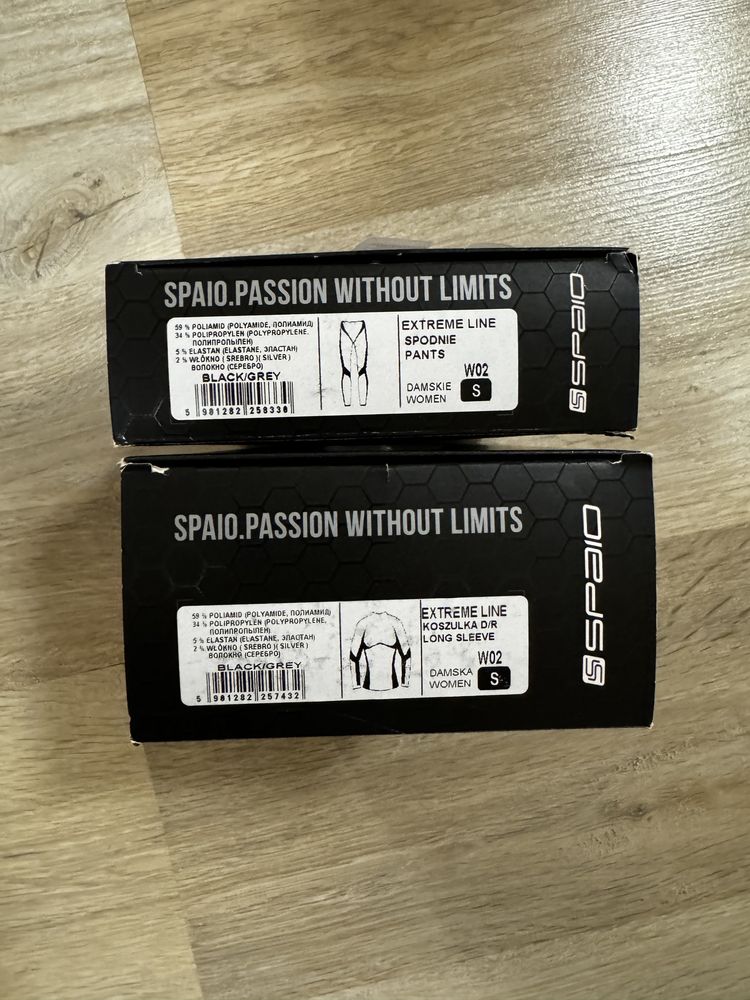 SPAIO.PASSION WITHOUT LIMITS
59 % POLIAMID (POLYAMIDE, ПОЛИАМИД)
34 % POLIPROPYLEN (POLYPROPYLENE,
ПОЛИПРОПЫЛЕН)
5 % ELASTAN (ELASTANE, ЭЛАСТАН)
2 % WŁÓKNO ( SREBRO )( SILVER )
ВОЛОКНО (СЕРЕБРО)
BLACK/GREY
5 901282 258336
EXTREME LINE
SPODNIE
PANTS
W02
DAMSKIE
WOMEN
S
SPAIO
SPAIO.PASSION WITHOUT LIMITS
59 % POLIAMID (POLYAMIDE, ПОЛИАМИД)
34 % POLIPROPYLEN (POLYPROPYLENE,
ПОЛИПРОПЫЛЕН)
5 % ELASTAN (ELASTANE, ЭЛАСТАН)
2 % WŁÓKNO ( SREBRO )( SILVER )
ВОЛОКНО (СЕРЕБРО)
BLACK/GREY
5 901282 257432
EXTREME LINE
KOSZULKA D/R
LONG SLEEVE
W02
DAMSKA
WOMEN
S
SPAIO